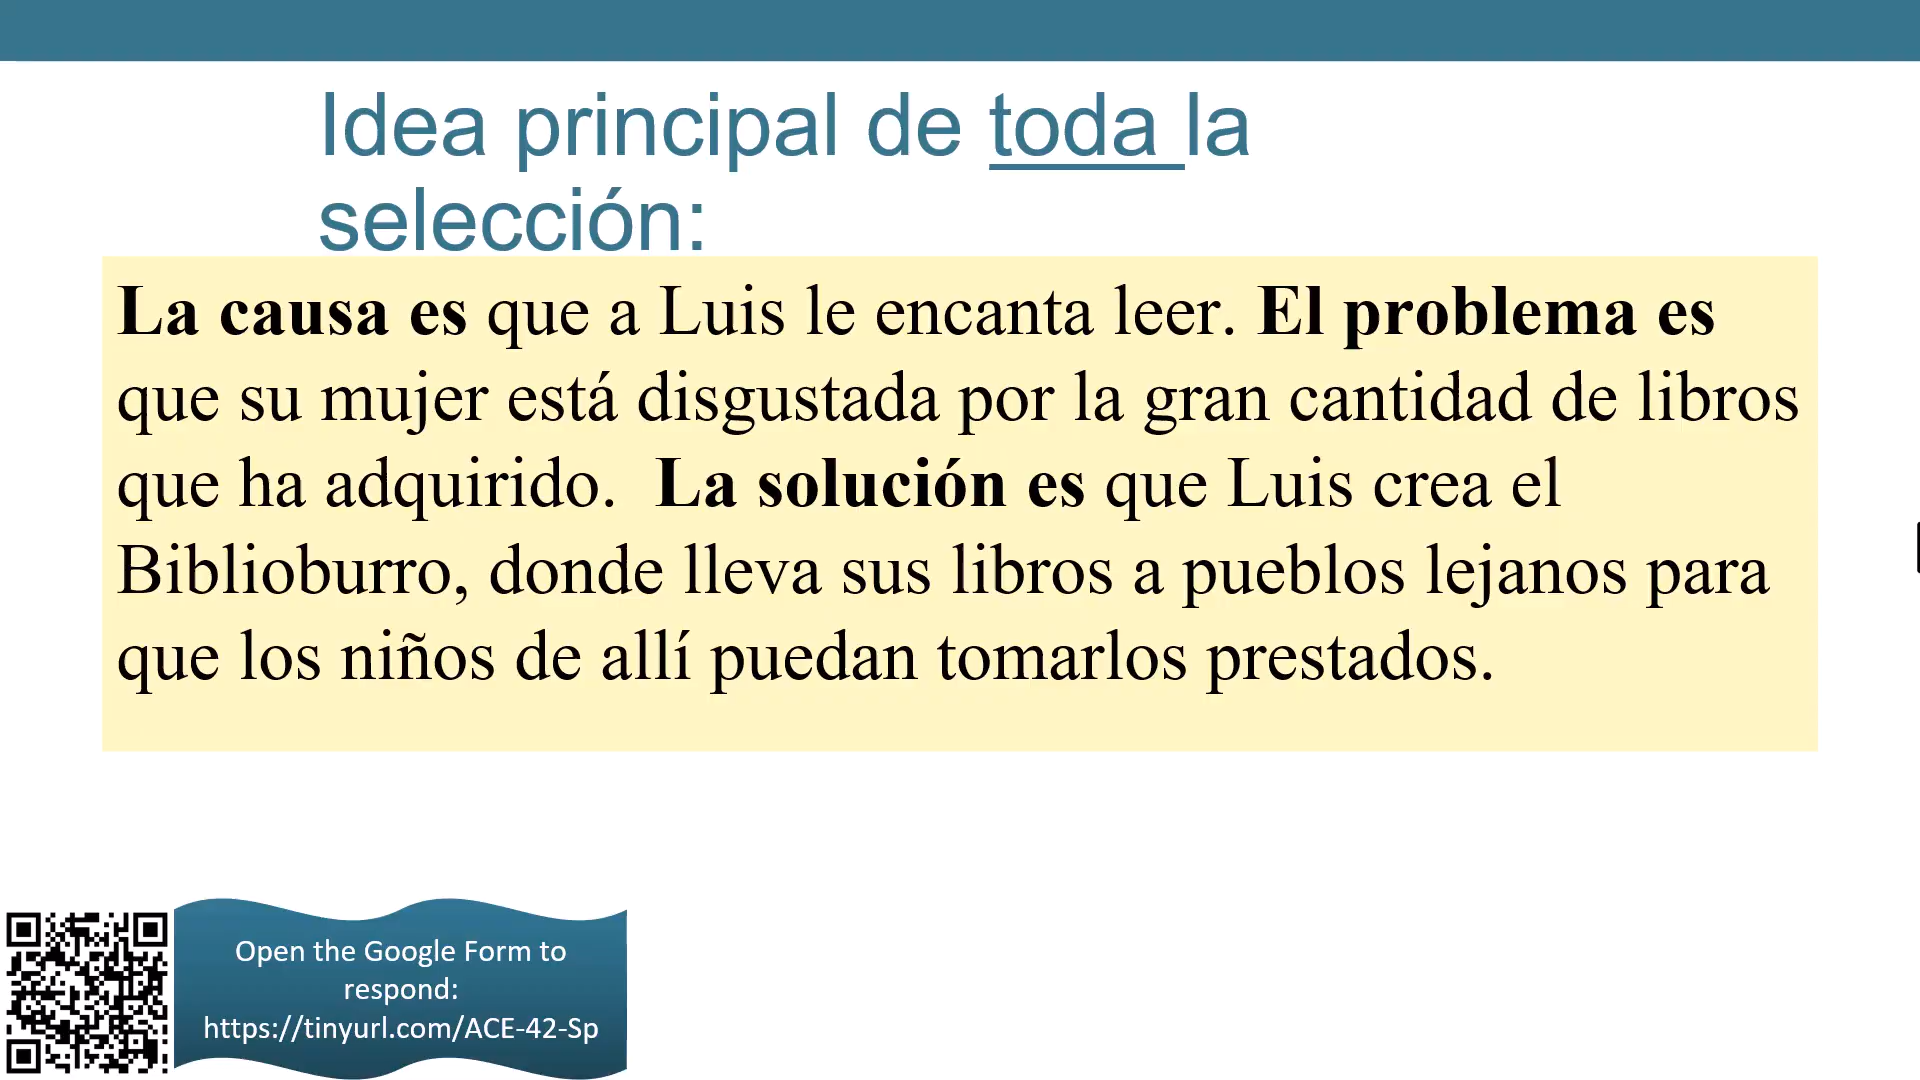 Idea principal de toda la
selección:
La causa es que a Luis le encanta leer. El problema es
que su mujer está disgustada por la gran cantidad de libros
que ha adquirido. La solución es que Luis crea el
Biblioburro, donde lleva sus libros a pueblos lejanos para
que los niños de allí puedan tomarlos prestados.
Open the Google Form to
respond:
https://tinyurl.com/ACE-42-Sp